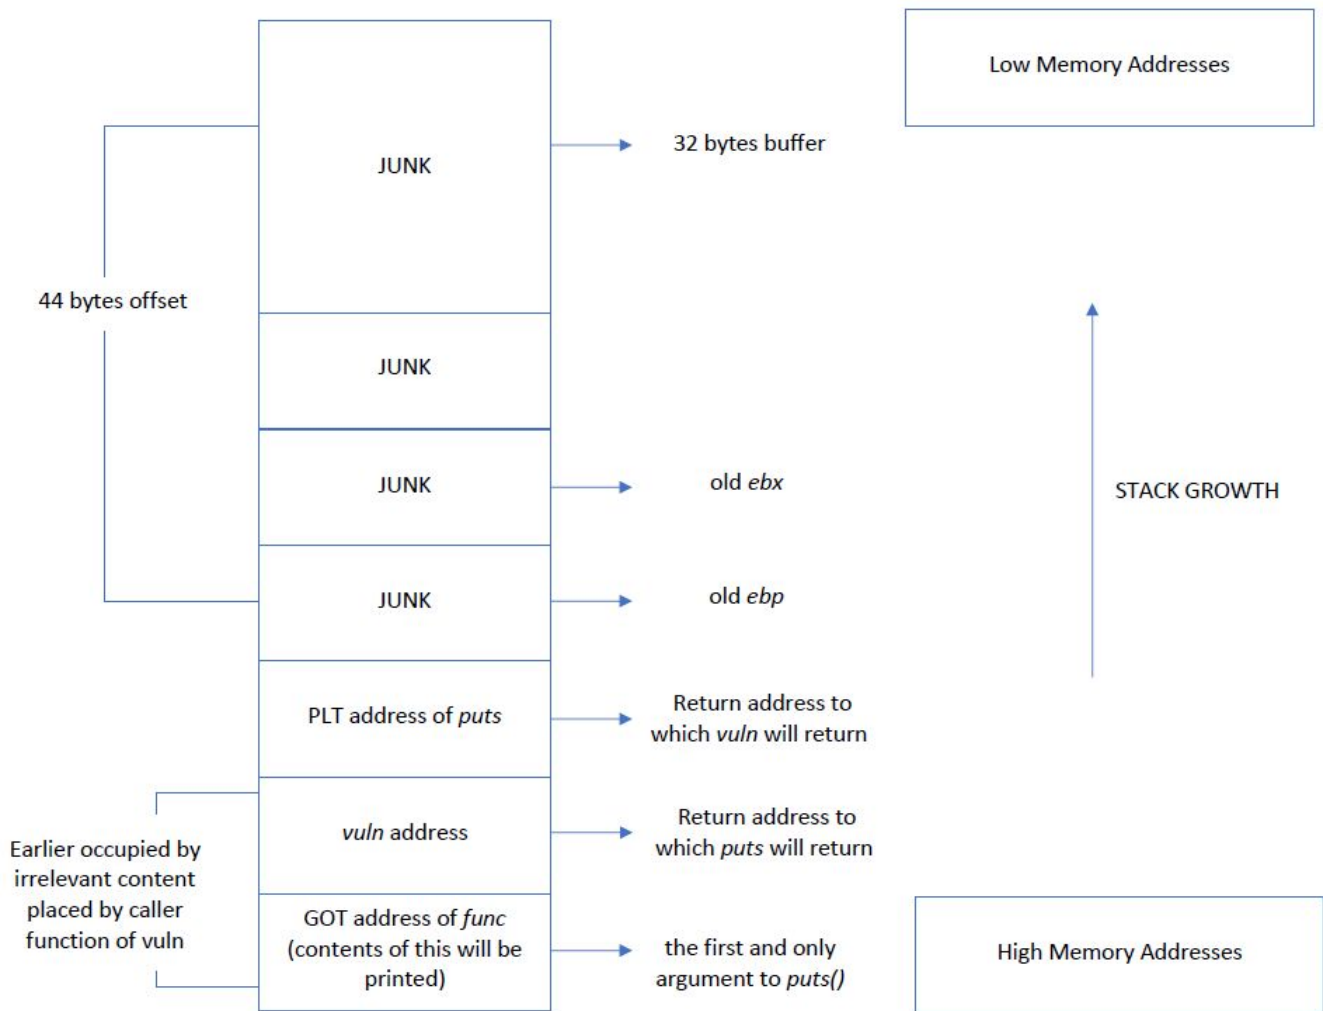 Low Memory Addresses
32 bytes buffer
JUNK
44 bytes offset
JUNK
JUNK
old ebx
STACK GROWTH
JUNK
old ebp
PLT address of puts
Return address to
which vuln will return
vuln address
Return address to
which puts will return
Earlier occupied by
irrelevant content
placed by caller
function of vuln
GOT address of func
(contents of this will be
printed)
the first and only
argument to puts()
High Memory Addresses